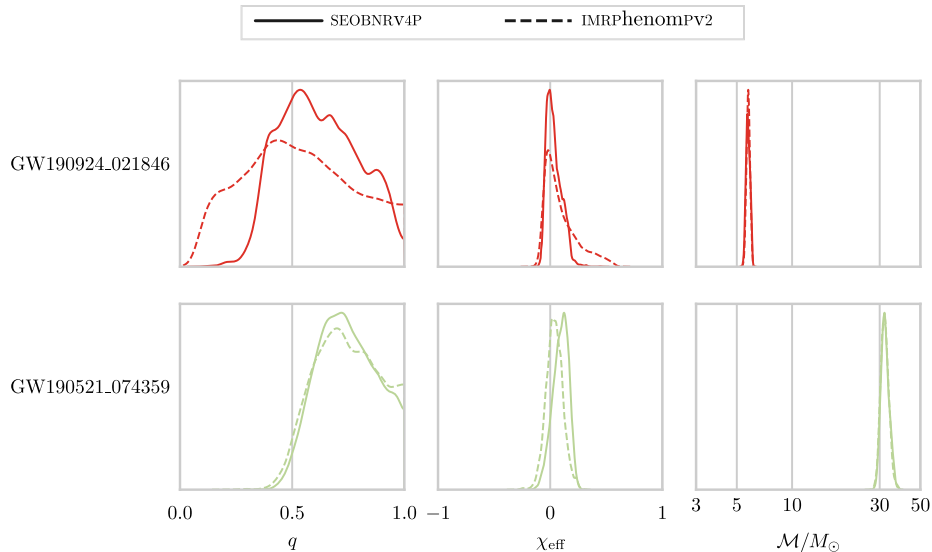 SEOBNRv4P IMRPhenomPv2
GW190924_021846
GW190521_074359
0.0 0.5 1.0 −1 0 1 3 5 10 30 50
q χeff ℳ/M⊙